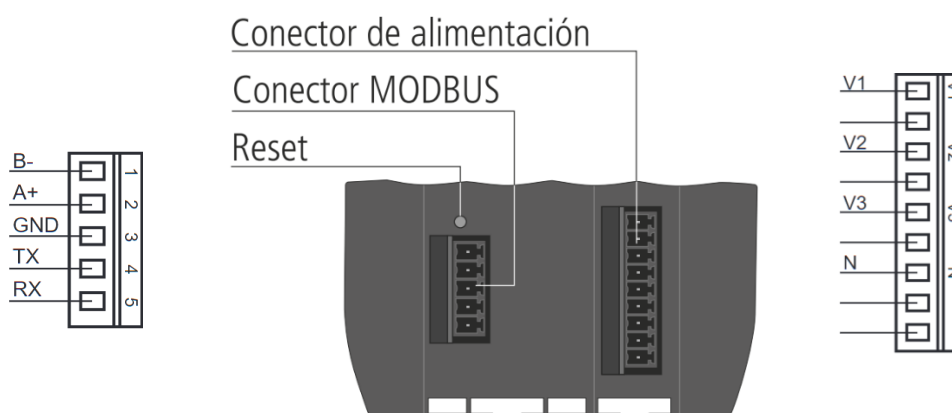 Conector de alimentación
Conector MODBUS
Reset
B- 1
A+ 2
GND 3
TX 4
RX 5
V1
V2
V3
N